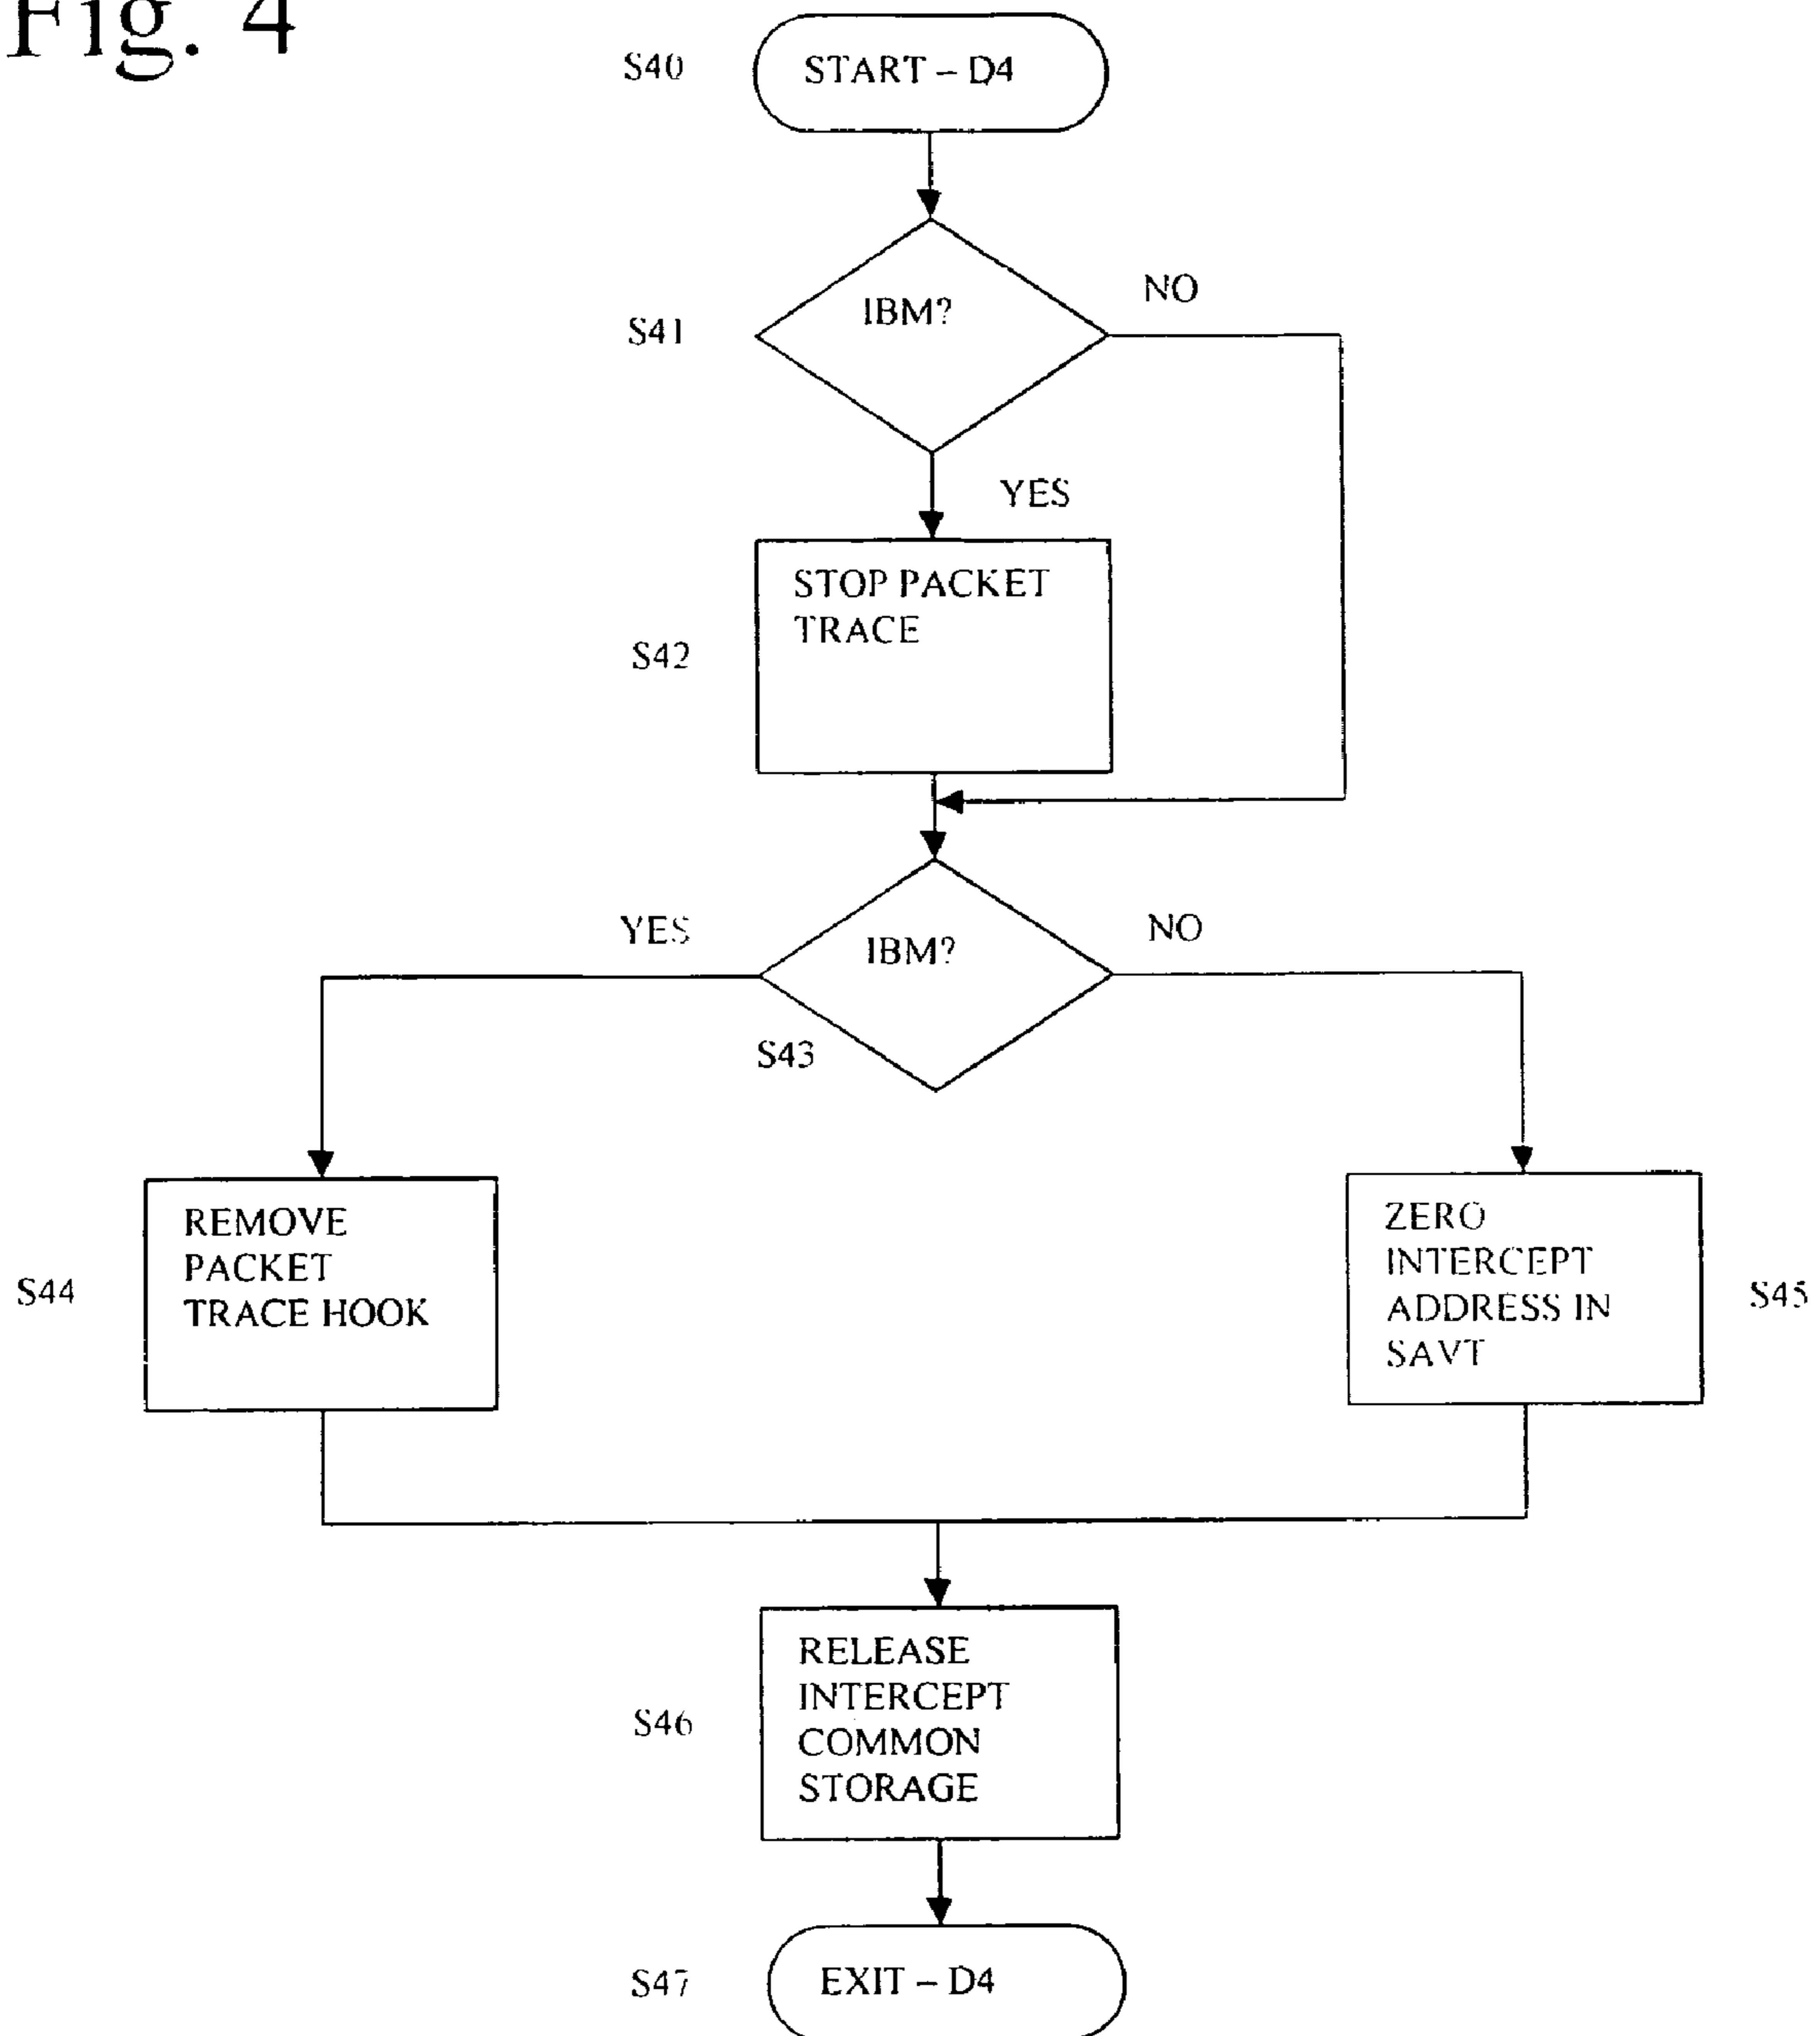 Fig. 4
S40
START – D4
S41
IBM?
NO
YES
S42
STOP PACKET
TRACE
YES
IBM?
NO
S43
S44
REMOVE
PACKET
TRACE HOOK
ZERO
INTERCEPT
ADDRESS IN
SAVT
S45
S46
RELEASE
INTERCEPT
COMMON
STORAGE
S47
EXIT – D4